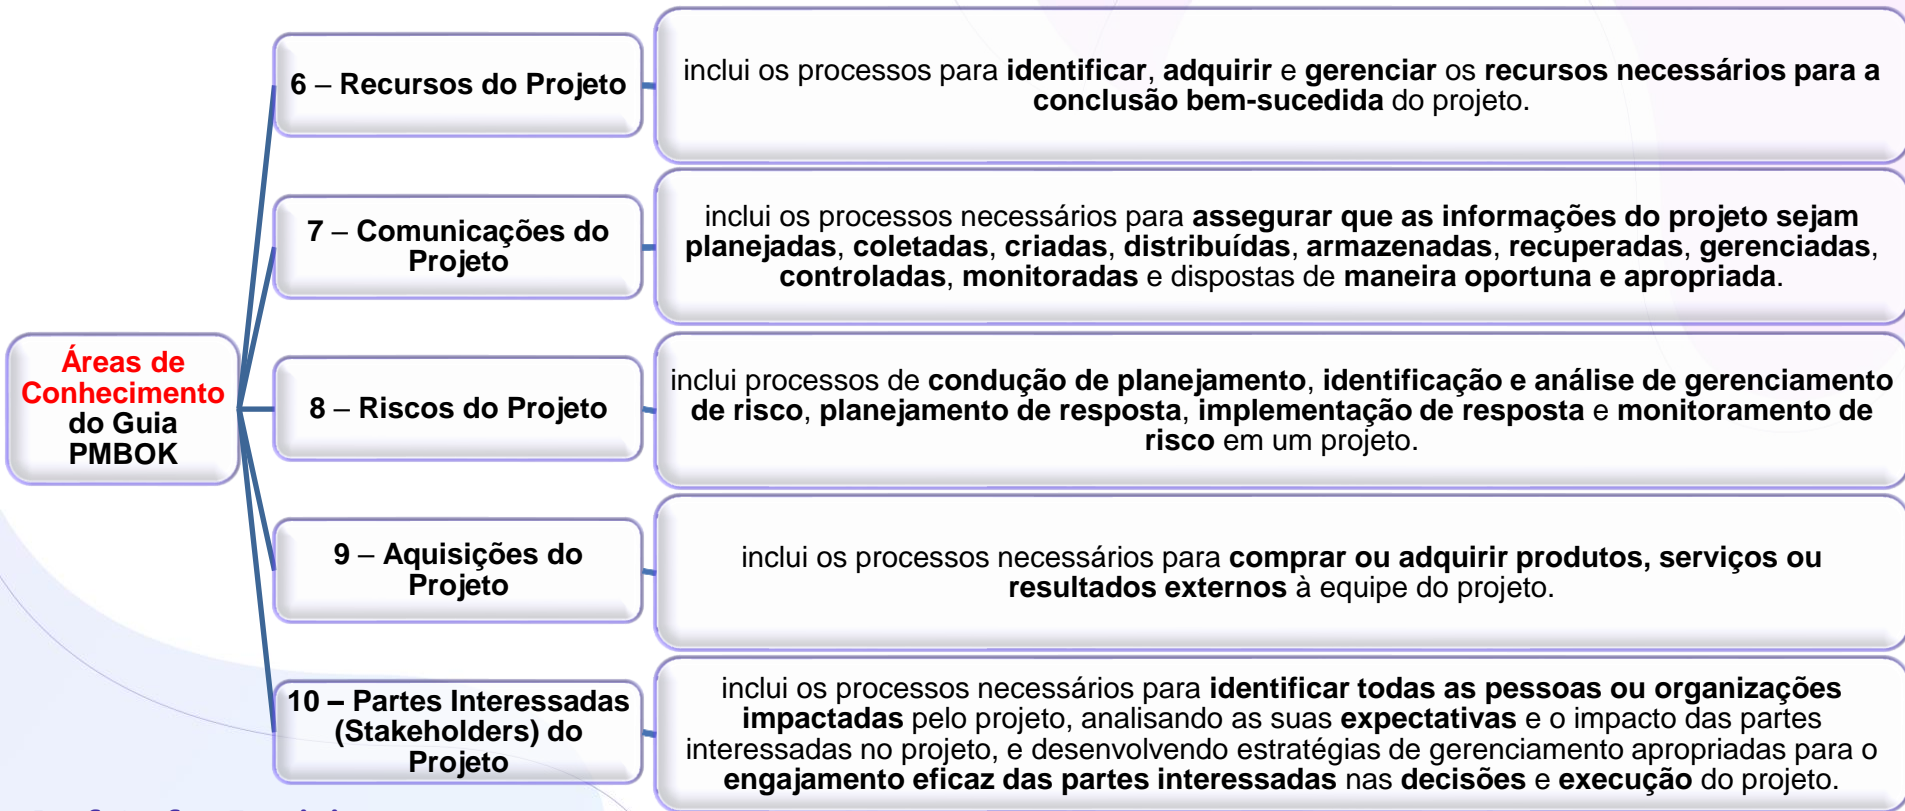 6 – Recursos do Projeto
inclui os processos para identificar, adquirir e gerenciar os recursos necessários para a
conclusão bem-sucedida do projeto.
7 – Comunicações do
Projeto
inclui os processos necessários para assegurar que as informações do projeto sejam
planejadas, coletadas, criadas, distribuídas, armazenadas, recuperadas, gerenciadas,
controladas, monitoradas e dispostas de maneira oportuna e apropriada.
Áreas de
Conhecimento
do Guia
PMBOK
8 – Riscos do Projeto
inclui processos de condução de planejamento, identificação e análise de gerenciamento
de risco, planejamento de resposta, implementação de resposta e monitoramento de
risco em um projeto.
9 – Aquisições do
Projeto
inclui os processos necessários para comprar ou adquirir produtos, serviços ou
resultados externos à equipe do projeto.
10 – Partes Interessadas
(Stakeholders) do
Projeto
inclui os processos necessários para identificar todas as pessoas ou organizações
impactadas pelo projeto, analisando as suas expectativas e o impacto das partes
interessadas no projeto, e desenvolvendo estratégias de gerenciamento apropriadas para o
engajamento eficaz das partes interessadas nas decisões e execução do projeto.